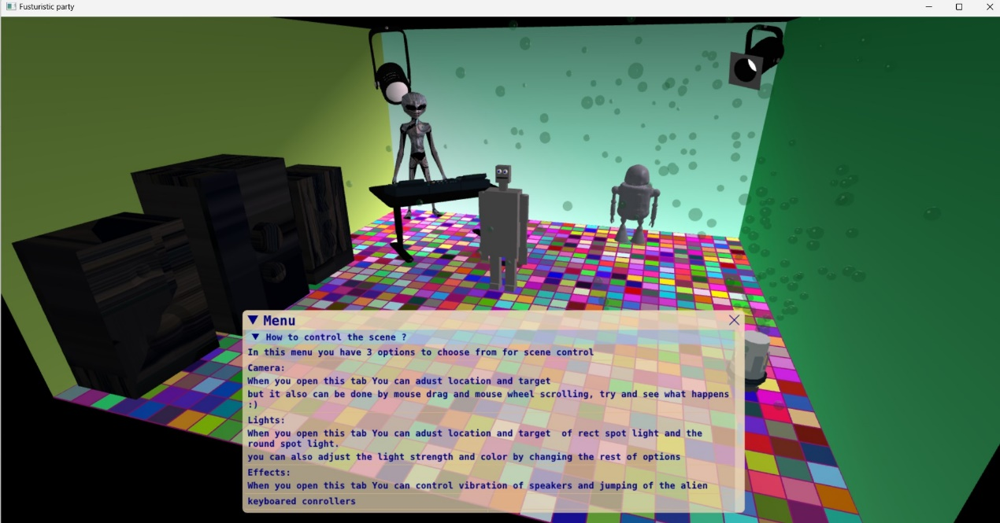 Fusturistic party
Menu
How to control the scene ?
In this menu you have 3 options to choose from for scene control
Camera:
When you open this tab You can adust location and target
but it also can be done by mouse drag and mouse wheel scrolling, try and see what happens
:)
Lights:
When you open this tab You can adust location and target  of rect spot light and the
round spot light.
you can also adjust the light strength and color by changing the rest of options
Effects:
When you open this tab You can control vibration of speakers and jumping of the alien
keyboared conrollers